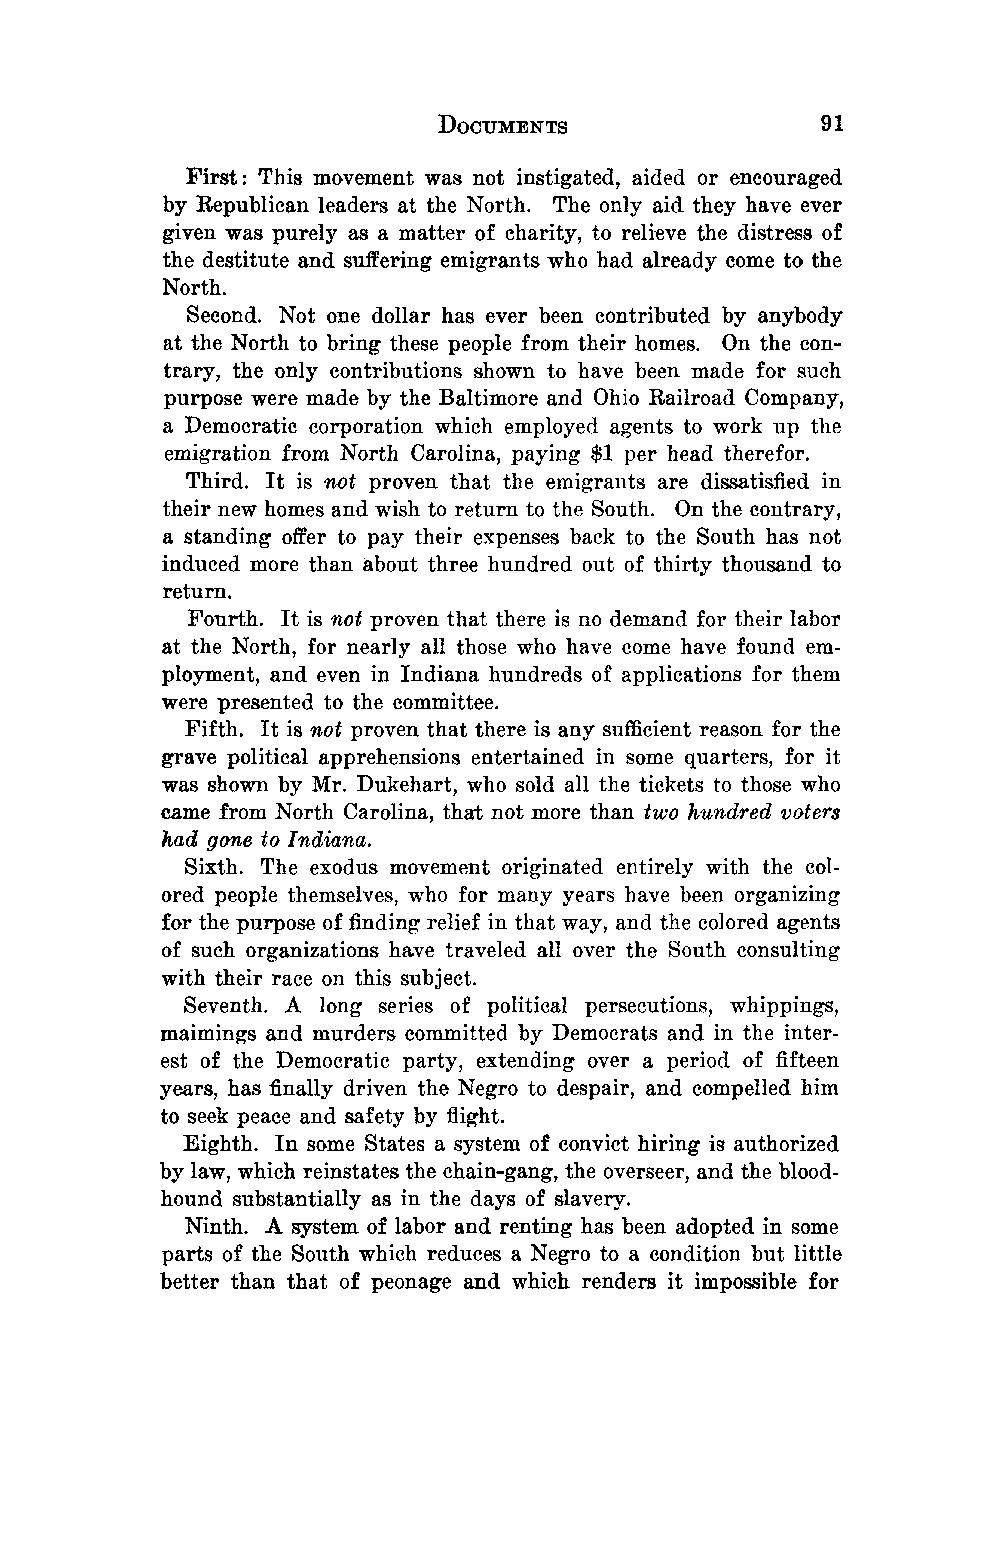 DOCUMENTS 91
First: This movement was not instigated, aided or encouraged
by Republican leaders at the North. The only aid they have ever
given was purely as a matter of charity, to relieve the distress of
the destitute and suffering emigrants who had already come to the
North.
Second. Not one dollar has ever been contributed by anybody
at the North to bring these people from their homes. On the con-
trary, the only contributions shown to have been made for such
purpose were made by the Baltimore and Ohio Railroad Company,
a Democratic corporation which employed agents to work up the
emigration from North Carolina, paying $1 per head therefor.
Third. It is not proven that the emigrants are dissatisfied in
their new homes and wish to return to the South. On the contrary,
a standing offer to pay their expenses back to the South has not
induced more than about three hundred out of thirty thousand to
return.
Fourth. It is not proven that there is no demand for their labor
at the North, for nearly all those who have come have found em-
ployment, and even in Indiana hundreds of applications for them
were presented to the committee.
Fifth. It is not proven that there is any sufficient reason for the
grave political apprehensions entertained in some quarters, for it
was shown by Mr. Dukehart, who sold all the tickets to those who
came from North Carolina, that not more than two hundred voters
had gone to Indiana.
Sixth. The exodus movement originated entirely with the col-
ored people themselves, who for many years have been organizing
for the purpose of finding relief in that way, and the colored agents
of such organizations have traveled all over the South consulting
with their race on this subject.
Seventh. A long series of political persecutions, whippings,
maimings and murders committed by Democrats and in the inter-
est of the Democratic party, extending over a period of fifteen
years, has finally driven the Negro to despair, and compelled him
to seek peace and safety by flight.
Eighth. In some States a system of convict hiring is authorized
by law, which reinstates the chain-gang, the overseer, and the blood-
hound substantially as in the days of slavery.
Ninth. A system of labor and renting has been adopted in some
parts of the South which reduces a Negro to a condition but little
better than that of peonage and which renders it impossible for